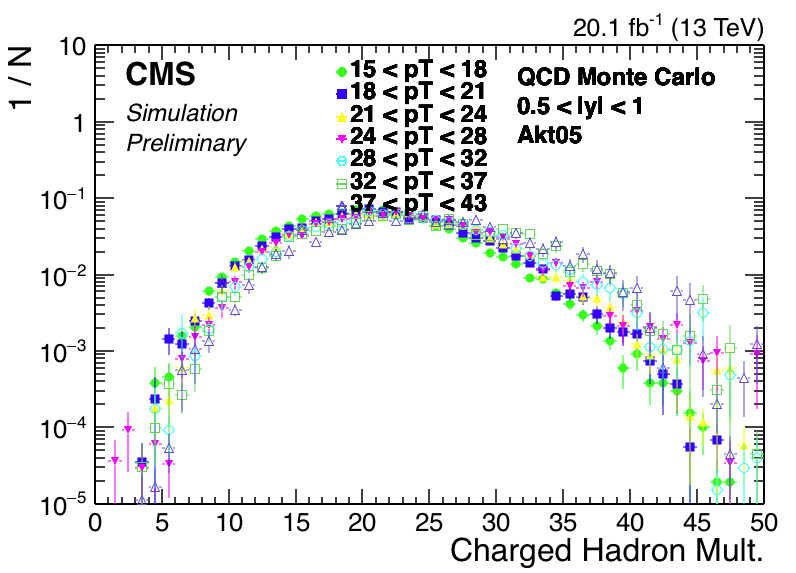 20.1 fb⁻¹ (13 TeV)
1 / N
10
1
10⁻¹
10⁻²
10⁻³
10⁻⁴
10⁻⁵
CMS
Simulation
Preliminary
15 < pT < 18
18 < pT < 21
21 < pT < 24
24 < pT < 28
28 < pT < 32
32 < pT < 37
37 < pT < 43
QCD Monte Carlo
0.5 < |y| < 1
Akt05
0 5 10 15 20 25 30 35 40 45 50
Charged Hadron Mult.